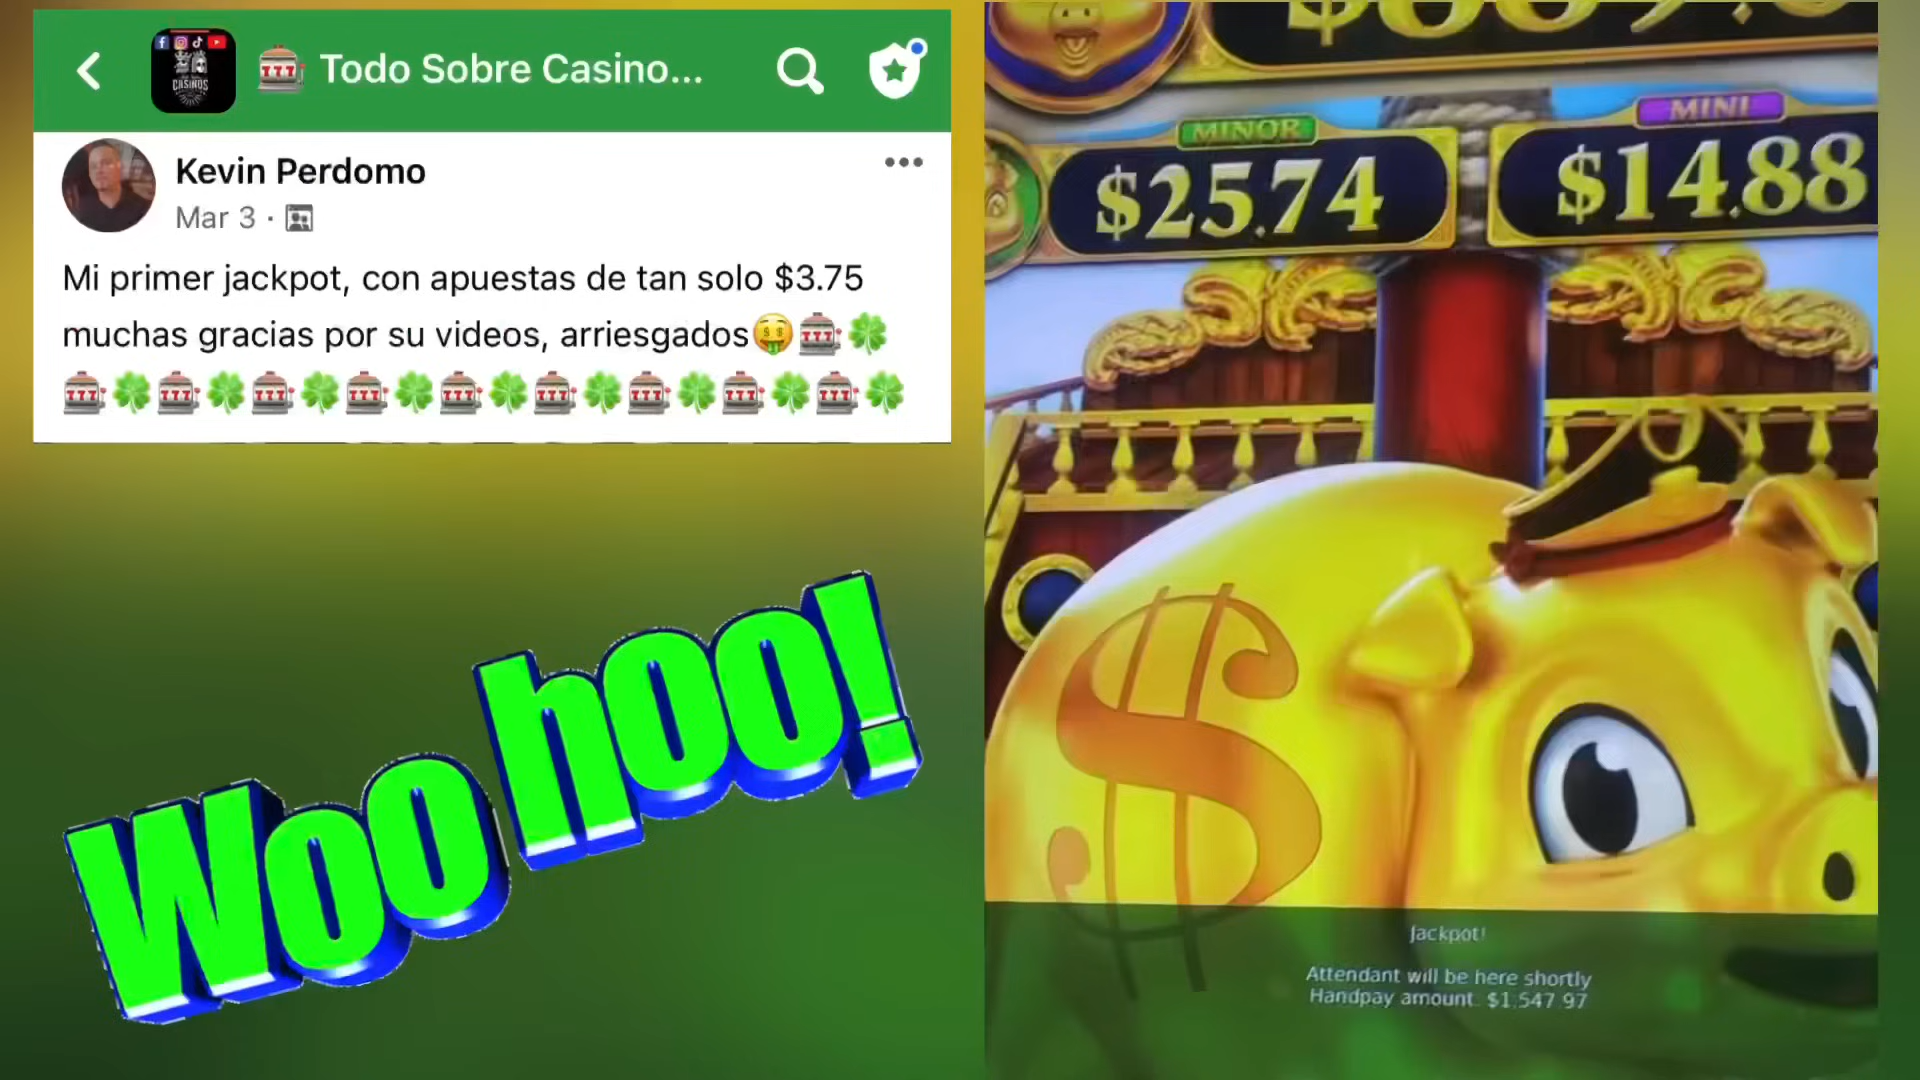 Todo Sobre Casino...
CASINOS
Kevin Perdomo
Mar 3 ·
Mi primer jackpot, con apuestas de tan solo $3.75
muchas gracias por su videos, arriesgados🤑🎰🍀
🎰🍀🎰🍀🎰🍀🎰🍀🎰🍀🎰🍀🎰🍀🎰🍀🎰🍀
Woohoo!
MINOR
$25.74
MINI
$14.88
$
Jackpot!
Attendant will be here shortly
Handpay amount $1,547.97